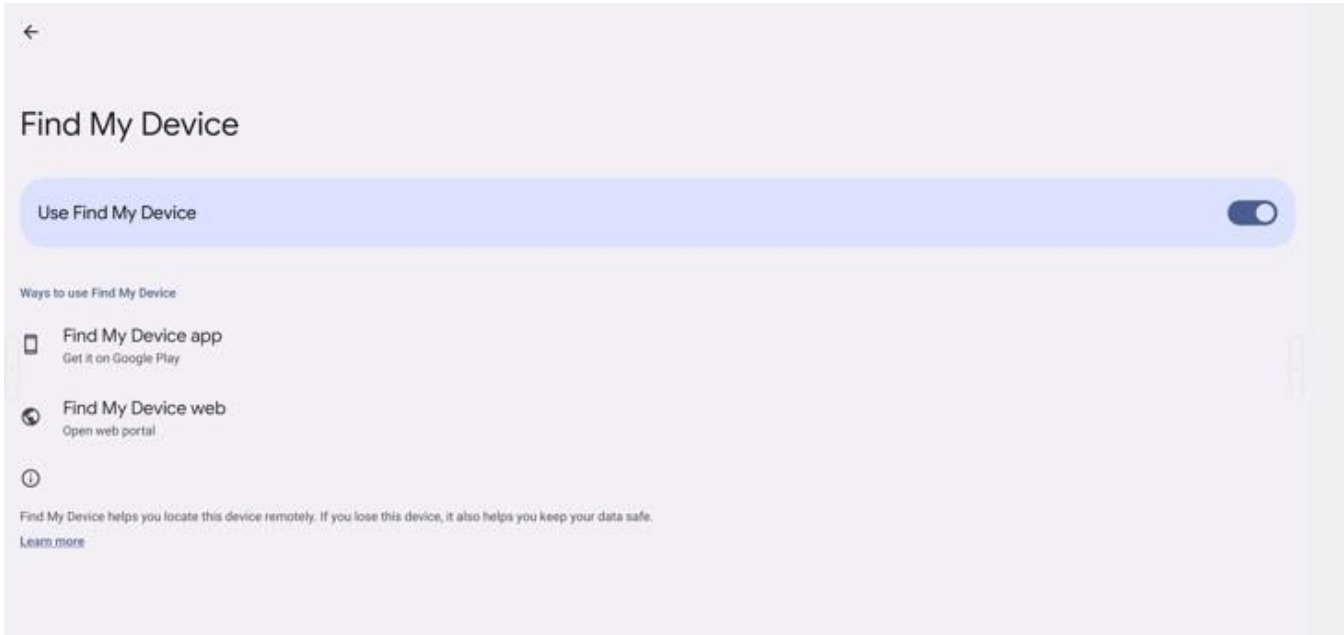 Find My Device
Use Find My Device
Ways to use Find My Device
Find My Device app
Get it on Google Play
Find My Device web
Open web portal
Find My Device helps you locate this device remotely. If you lose this device, it also helps you keep your data safe.
Learn more